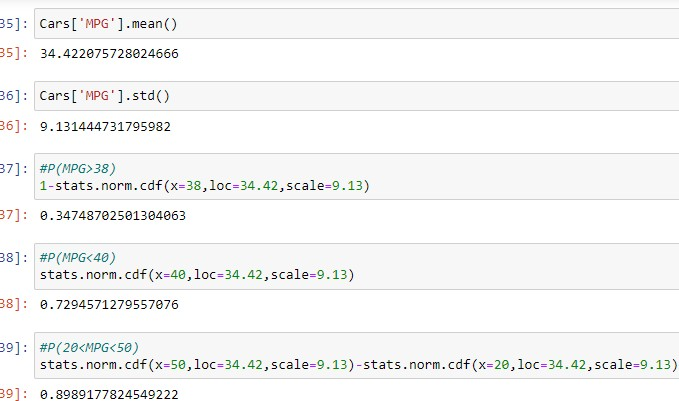 35]: Cars['MPG'].mean()
35]: 34.422075728024666
36]: Cars['MPG'].std()
36]: 9.131444731795982
37]: #P(MPG>38)
1-stats.norm.cdf(x=38,loc=34.42,scale=9.13)
37]: 0.34748702501304063
38]: #P(MPG<40)
stats.norm.cdf(x=40,loc=34.42,scale=9.13)
38]: 0.7294571279557076
39]: #P(20<MPG<50)
stats.norm.cdf(x=50,loc=34.42,scale=9.13)-stats.norm.cdf(x=20,loc=34.42,scale=9.13)
39]: 0.8989177824549222